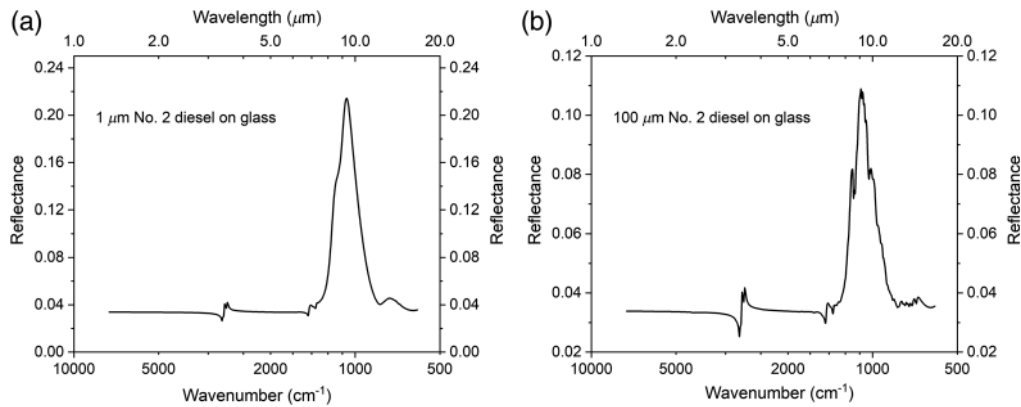 (a)
Wavelength (μm)
1.0 2.0 3.0 5.0 10.0 20.0
0.24 0.24
0.20 0.20
1 μm No. 2 diesel on glass
0.16 0.16
Reflectance Reflectance
0.12 0.12
0.08 0.08
0.04 0.04
0.00 0.00
10000 5000 2000 1000 500
Wavenumber (cm⁻¹)
(b)
Wavelength (μm)
1.0 2.0 3.0 5.0 10.0 20.0
0.12 0.12
0.10 0.10
100 μm No. 2 diesel on glass
0.08 0.08
Reflectance Reflectance
0.06 0.06
0.04 0.04
0.02 0.02
10000 5000 2000 1000 500
Wavenumber (cm⁻¹)